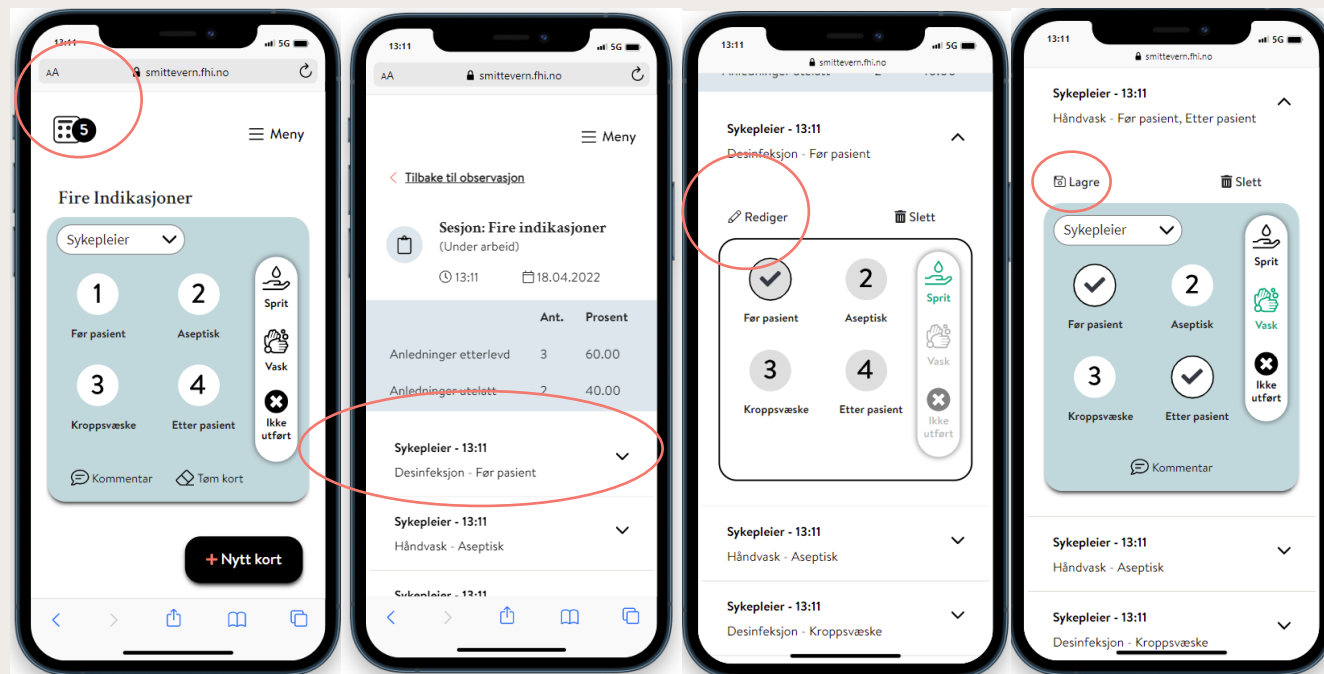 13:11
5G
AA smittevern.fhi.no
5
Meny
Fire Indikasjoner
Sykepleier
1
2
Sprit
Før pasient
Aseptisk
Vask
3
4
Kroppsvæske
Etter pasient
Ikke
utført
Kommentar
Tøm kort
+ Nytt kort
13:11
5G
AA smittevern.fhi.no
Meny
< Tilbake til observasjon
Sesjon: Fire indikasjoner
(Under arbeid)
13:11 18.04.2022
Ant. Prosent
Anledninger etterlevd 3 60.00
Anledninger utelatt 2 40.00
Sykepleier - 13:11
Desinfeksjon - Før pasient
Sykepleier - 13:11
Håndvask - Aseptisk
Sykepleier - 13:11
13:11
5G
smittevern.fhi.no
Anledninger utelatt 2
Sykepleier - 13:11
Desinfeksjon - Før pasient
Rediger
Slett
2
Sprit
Før pasient
Aseptisk
Vask
3
4
Kroppsvæske
Etter pasient
Ikke
utført
Sykepleier - 13:11
Håndvask - Aseptisk
Sykepleier - 13:11
Desinfeksjon - Kroppsvæske
13:11
5G
smittevern.fhi.no
Sykepleier - 13:11
Håndvask - Før pasient, Etter pasient
Lagre
Slett
Sykepleier
2
Sprit
Før pasient
Aseptisk
Vask
3
Kroppsvæske
Etter pasient
Ikke
utført
Kommentar
Sykepleier - 13:11
Håndvask - Aseptisk
Sykepleier - 13:11
Desinfeksjon - Kroppsvæske